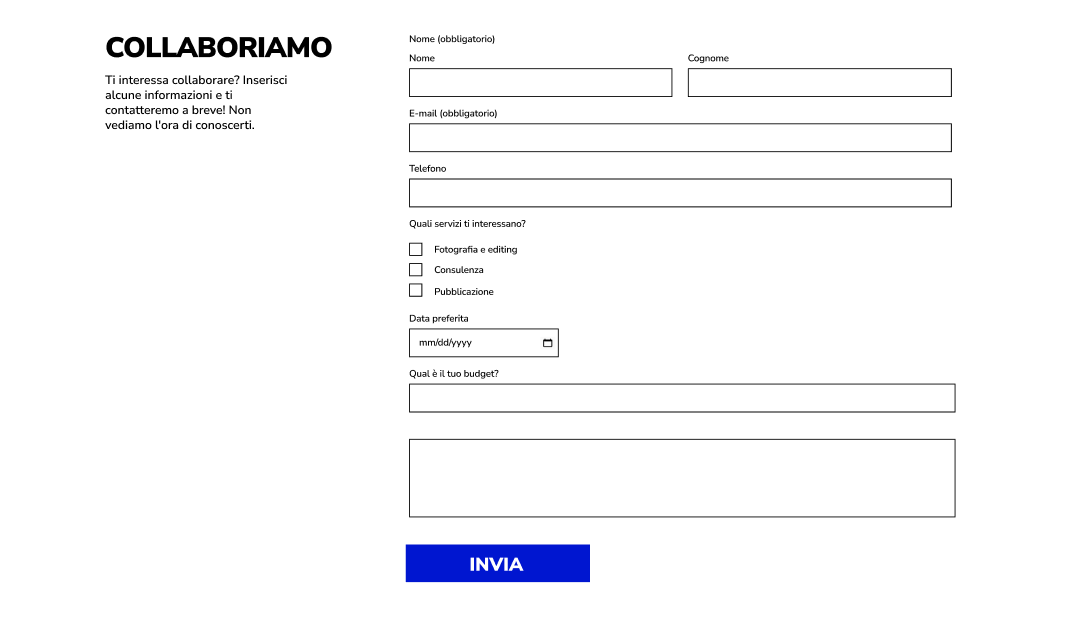 COLLABORIAMO
Ti interessa collaborare? Inserisci
alcune informazioni e ti
contatteremo a breve! Non
vediamo l'ora di conoscerti.
Nome (obbligatorio)
Nome
Cognome
E-mail (obbligatorio)
Telefono
Quali servizi ti interessano?
Fotografia e editing
Consulenza
Pubblicazione
Data preferita
mm/dd/yyyy
Qual è il tuo budget?
INVIA